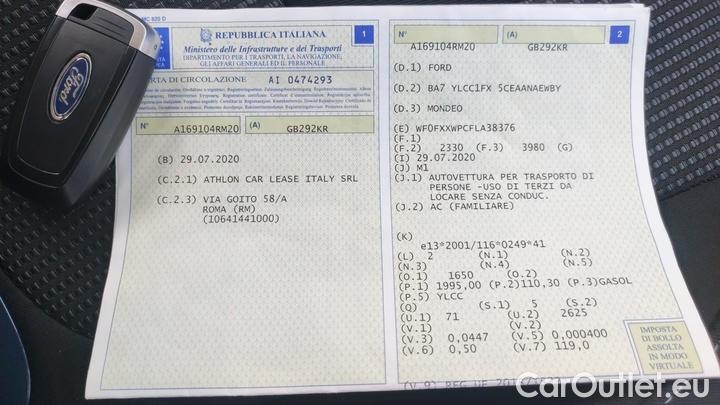 Ford
MC 820 D
REPUBBLICA ITALIANA
1
Ministero delle Infrastrutture e dei Trasporti
DIPARTIMENTO PER I TRASPORTI, LA NAVIGAZIONE,
GLI AFFARI GENERALI ED IL PERSONALE
CARTA DI CIRCOLAZIONE AI 0474293
N° A169104RM20 (A) GB292KR
(B) 29.07.2020
(C.2.1) ATHLON CAR LEASE ITALY SRL
(C.2.3) VIA GOITO 58/A
ROMA (RM)
(I0641441000)
N° (A) 2
A169104RM20 GB292KR
(D.1) FORD
(D.2) BA7 YLCC1FX 5CEAANAEWBY
(D.3) MONDEO
(E) WF0FXXWPCFLA38376
(F.1)
(F.2) 2330 (F.3) 3980 (G)
(I) 29.07.2020
(J) M1
(J.1) AUTOVETTURA PER TRASPORTO DI
PERSONE -USO DI TERZI DA
LOCARE SENZA CONDUC.
(J.2) AC (FAMILIARE)
(K)
e13*2001/116*0249*41
(L) 2 (N.1) (N.2)
(N.3) (N.4) (N.5)
(O.1) 1650 (O.2)
(P.1) 1995,00 (P.2)110,30 (P.3)GASOL
(P.5) YLCC
(Q) (S.1) 5 (S.2)
(U.1) 71 (U.2) 2625
(V.1) (V.2)
(V.3) 0,0447 (V.5) 0,000400
(V.6) 0,50 (V.7) 119,0
IMPOSTA
DI BOLLO
ASSOLTA
IN MODO
VIRTUALE
CarOutlet.eu